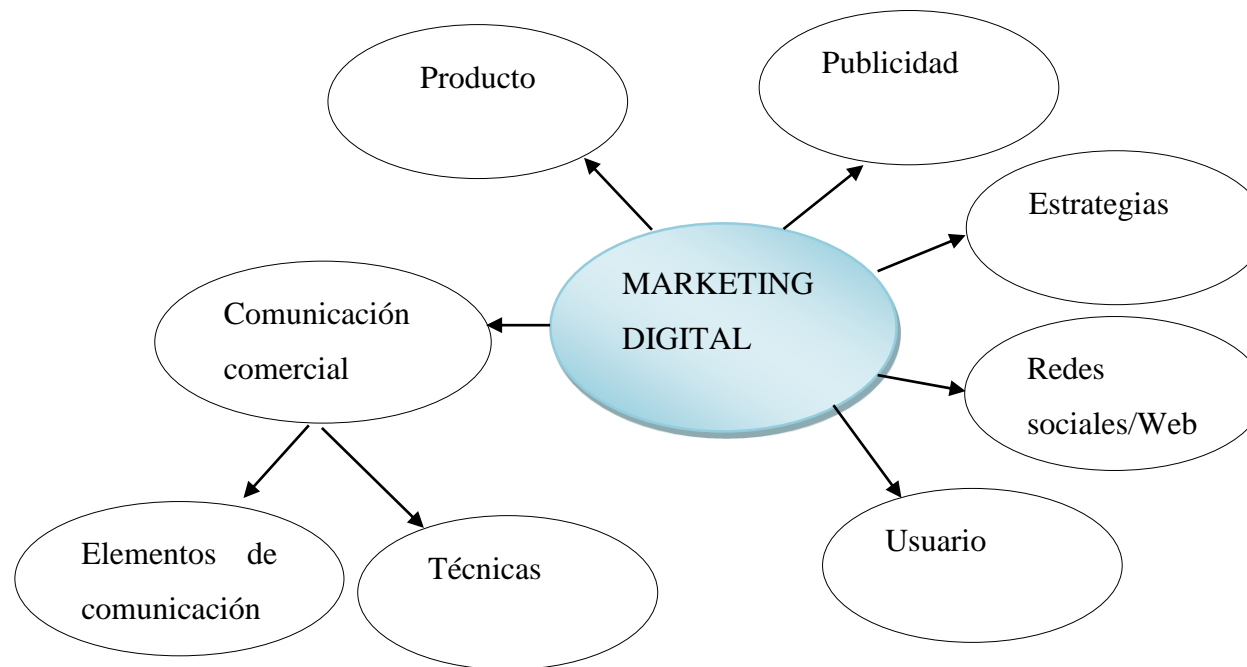 Producto
Publicidad
Estrategias
MARKETING
DIGITAL
Comunicación
comercial
Redes
sociales/Web
Usuario
Elementos de
comunicación
Técnicas